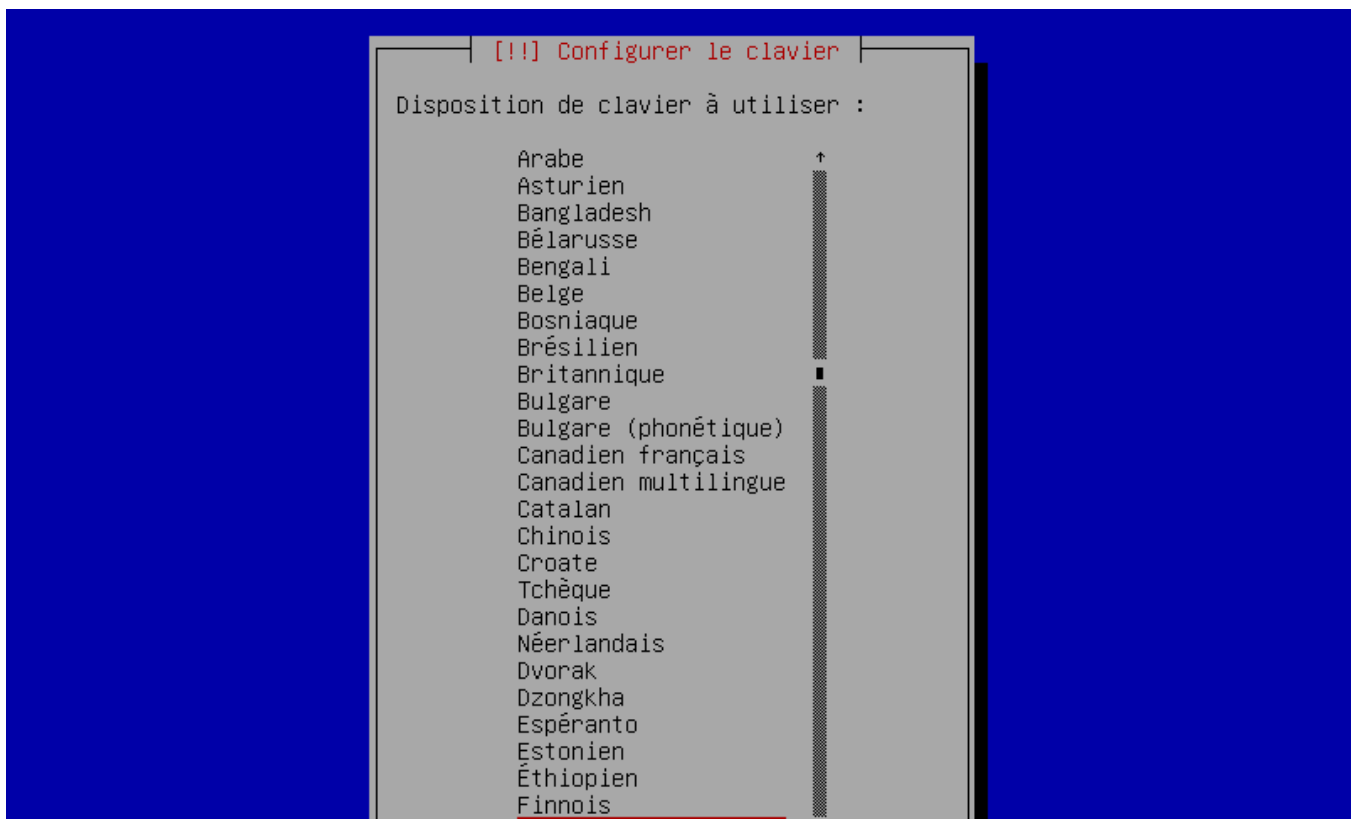 [!!] Configurer le clavier
Disposition de clavier à utiliser :
Arabe
Asturien
Bangladesh
Bélarusse
Bengali
Belge
Bosniaque
Brésilien
Britannique
Bulgare
Bulgare (phonétique)
Canadien français
Canadien multilingue
Catalan
Chinois
Croate
Tchèque
Danois
Néerlandais
Dvorak
Dzongkha
Espéranto
Estonien
Éthiopien
Finnois